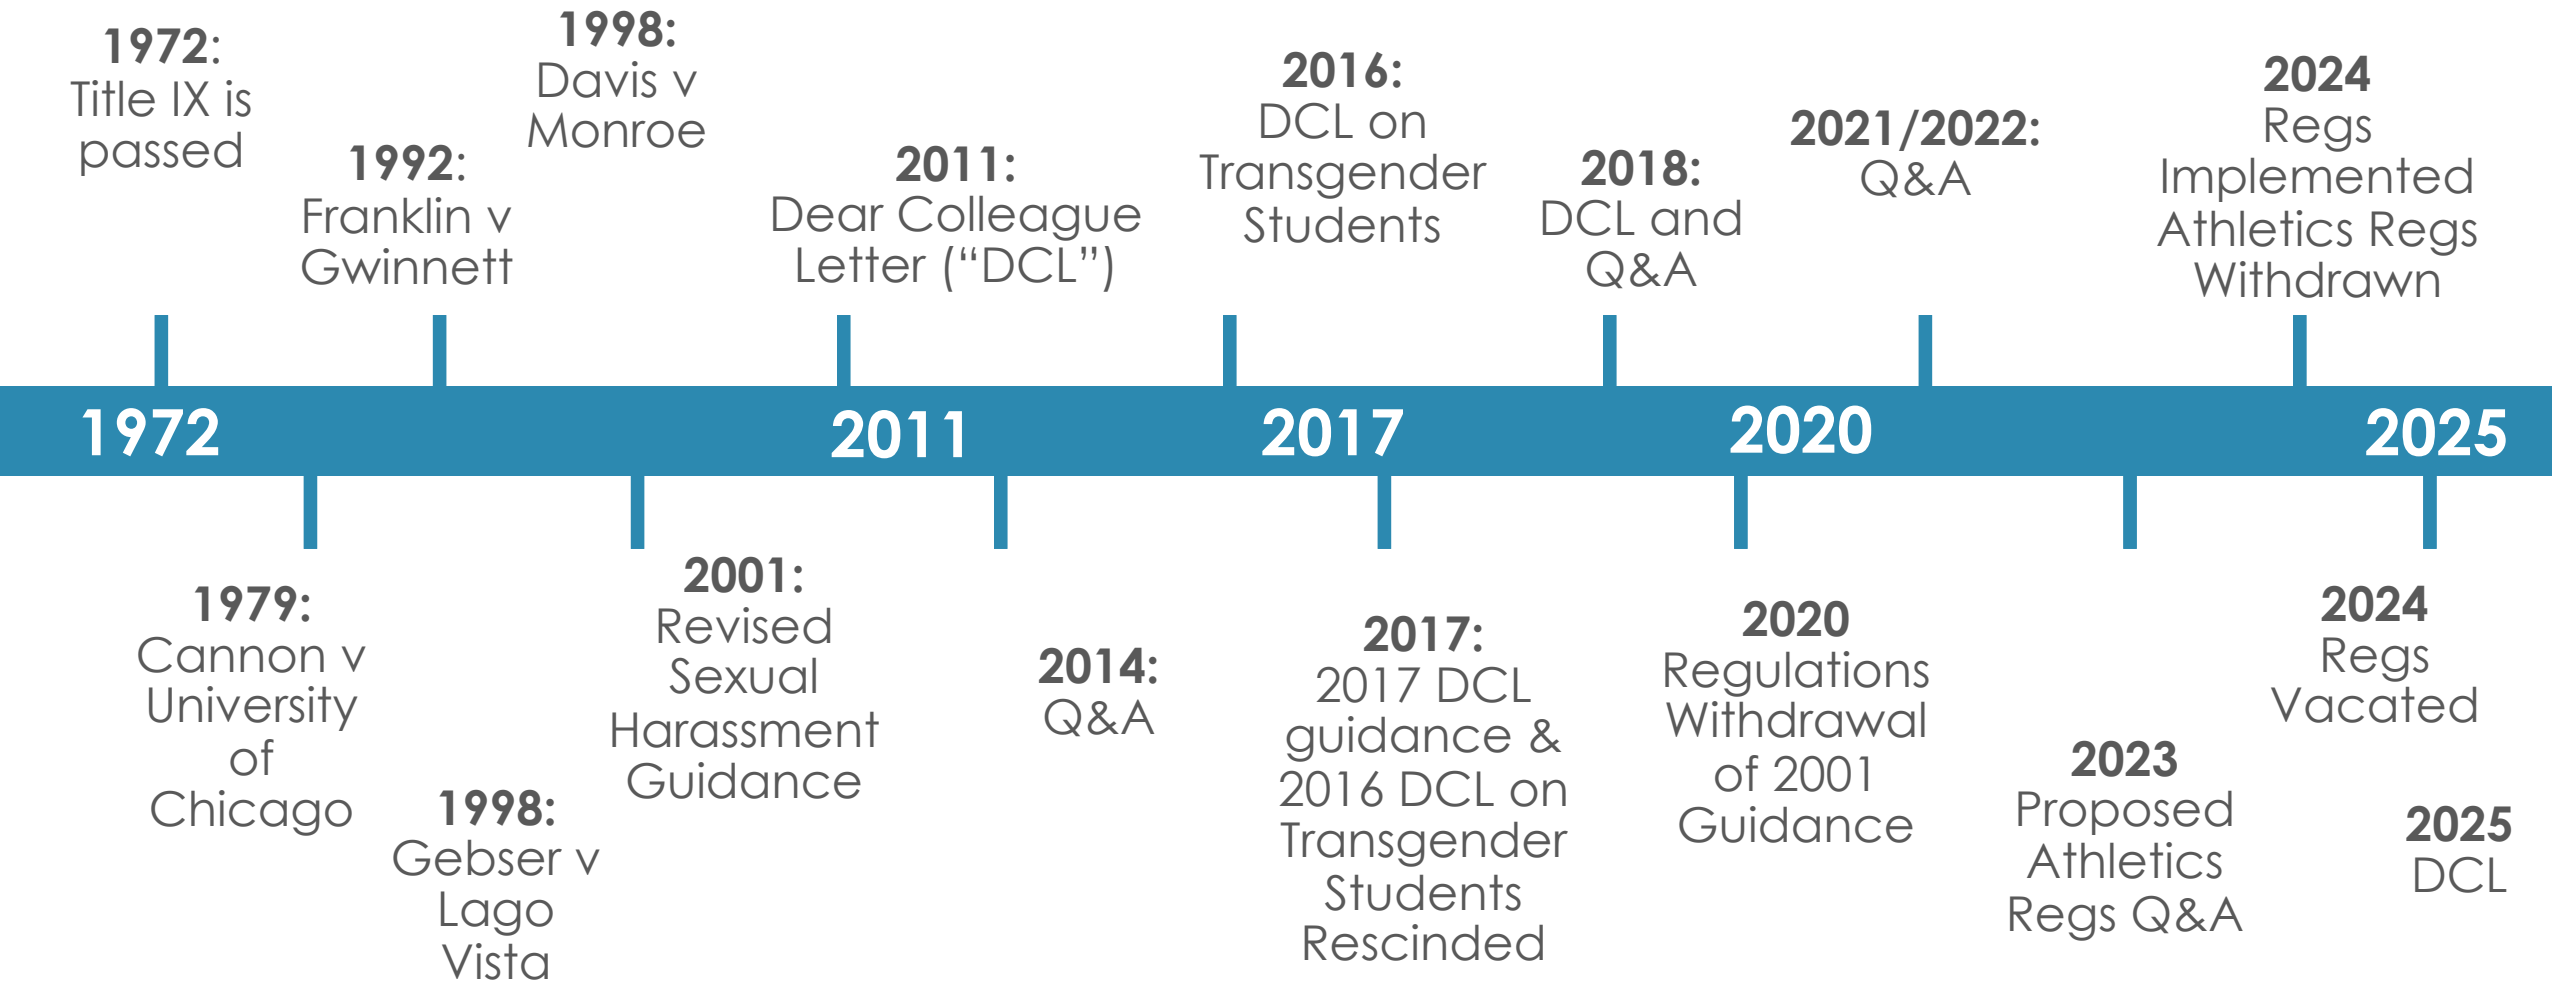 1972:
Title IX is
passed
1992:
Franklin v
Gwinnett
1998:
Davis v
Monroe
2011:
Dear Colleague
Letter (“DCL”)
2016:
DCL on
Transgender
Students
2018:
DCL and
Q&A
2021/2022:
Q&A
2024
Regs
Implemented
Athletics Regs
Withdrawn
1972
2011
2017
2020
2025
1979:
Cannon v
University
of
Chicago
1998:
Gebser v
Lago
Vista
2001:
Revised
Sexual
Harassment
Guidance
2014:
Q&A
2017:
2017 DCL
guidance &
2016 DCL on
Transgender
Students
Rescinded
2020
Regulations
Withdrawal
of 2001
Guidance
2023
Proposed
Athletics
Regs Q&A
2024
Regs
Vacated
2025
DCL